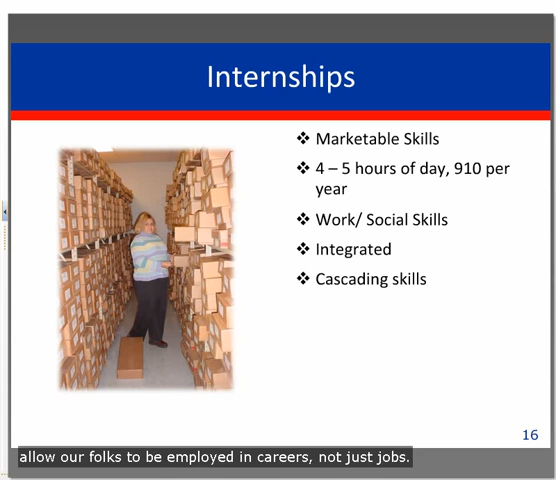 Internships
❖ Marketable Skills
❖ 4 – 5 hours of day, 910 per
year
❖ Work/ Social Skills
❖ Integrated
❖ Cascading skills
16
allow our folks to be employed in careers, not just jobs.